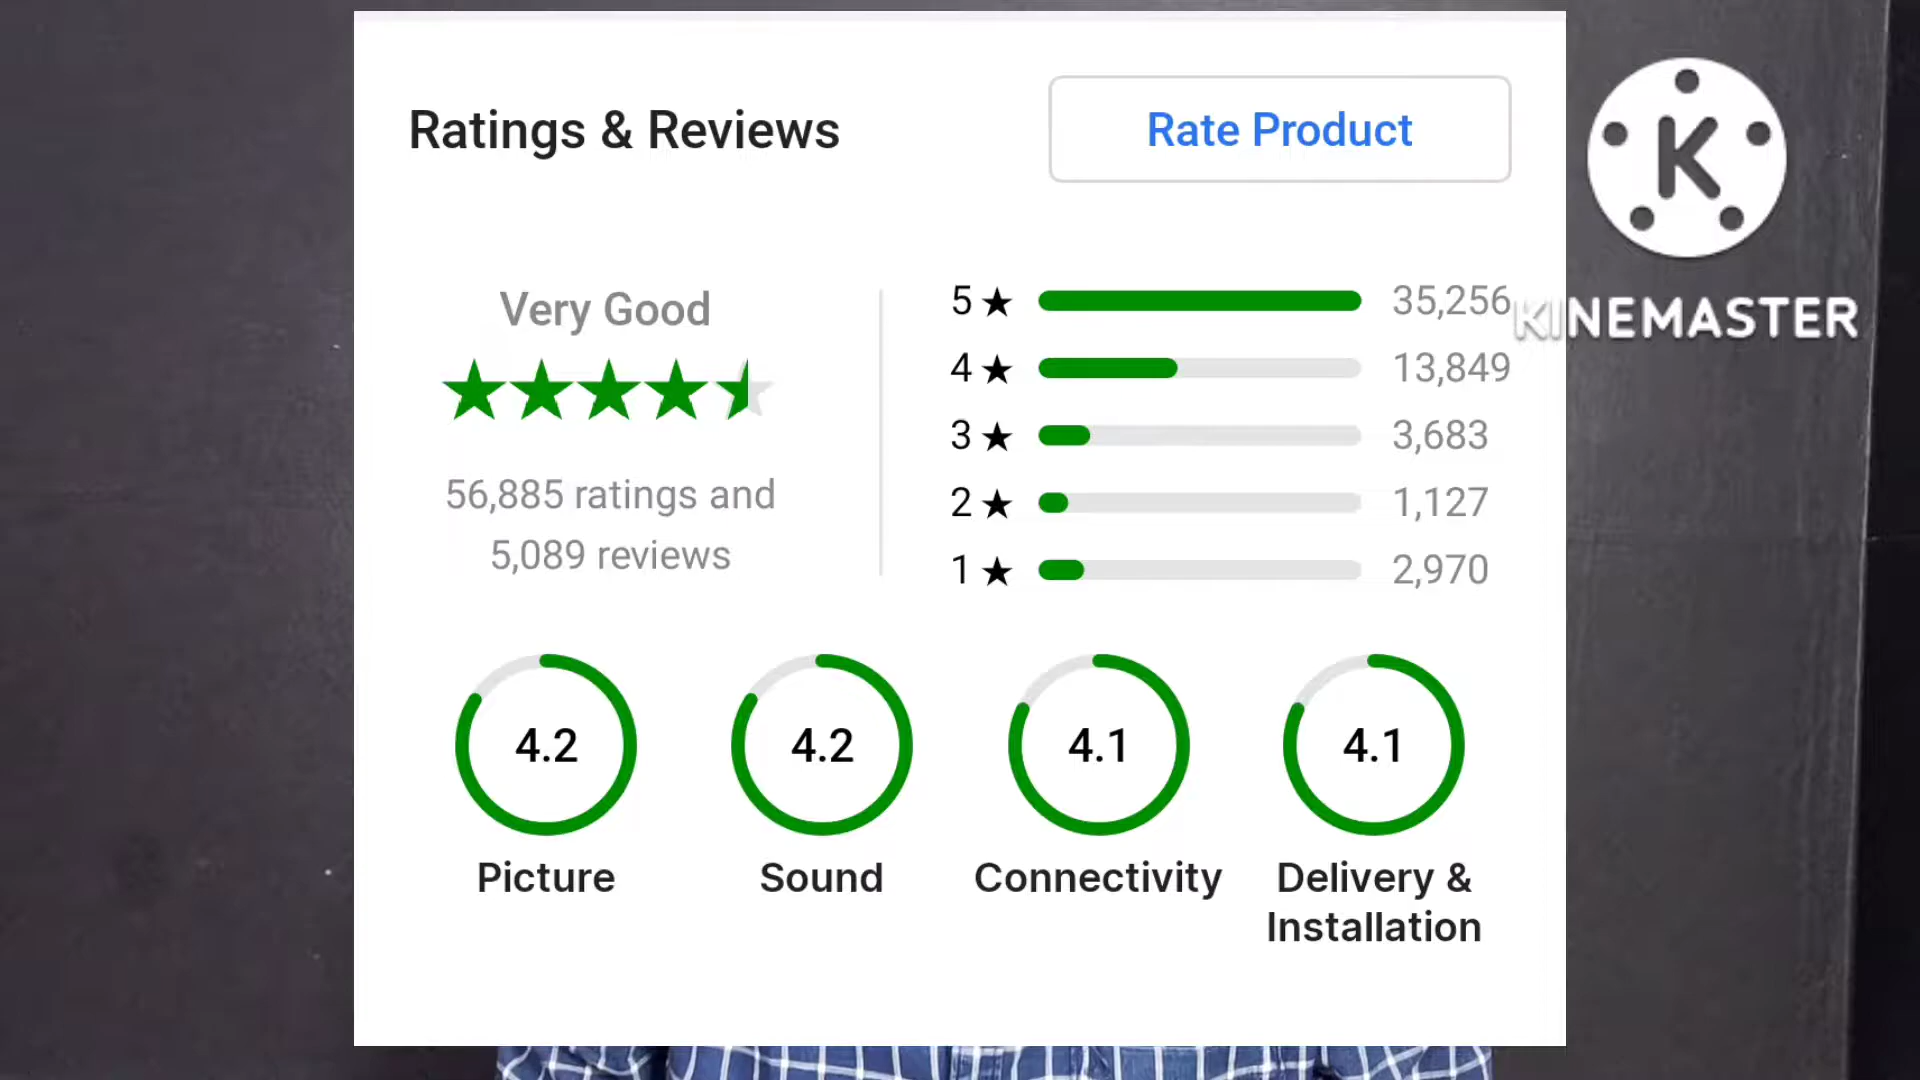 Ratings & Reviews
Rate Product
Very Good
56,885 ratings and
5,089 reviews
5★ 35,256
4★ 13,849
3★ 3,683
2★ 1,127
1★ 2,970
4.2
Picture
4.2
Sound
4.1
Connectivity
4.1
Delivery &
Installation
K
KINEMASTER